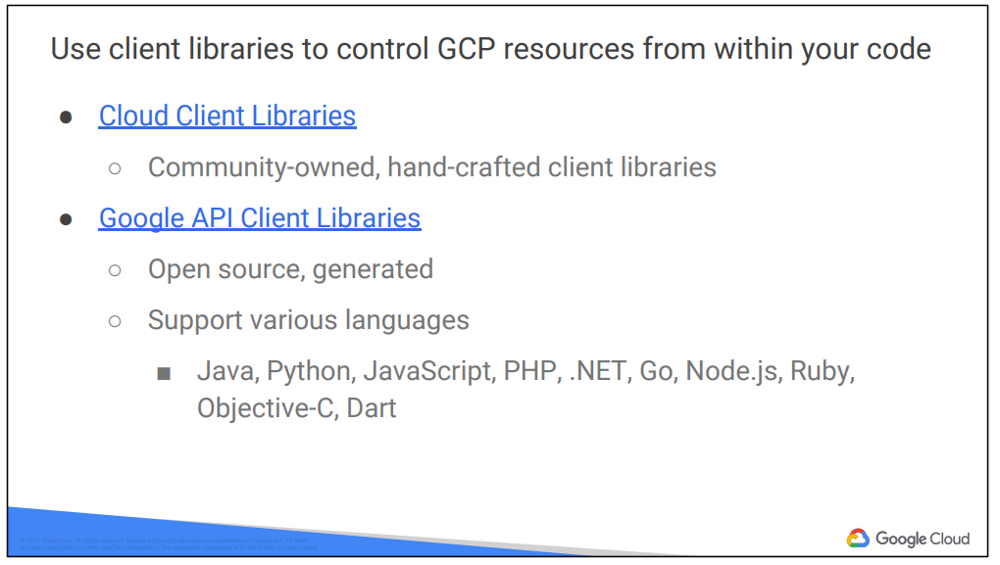 Use client libraries to control GCP resources from within your code
● Cloud Client Libraries
○ Community-owned, hand-crafted client libraries
● Google API Client Libraries
○ Open source, generated
○ Support various languages
■ Java, Python, JavaScript, PHP, .NET, Go, Node.js, Ruby,
Objective-C, Dart
Google Cloud